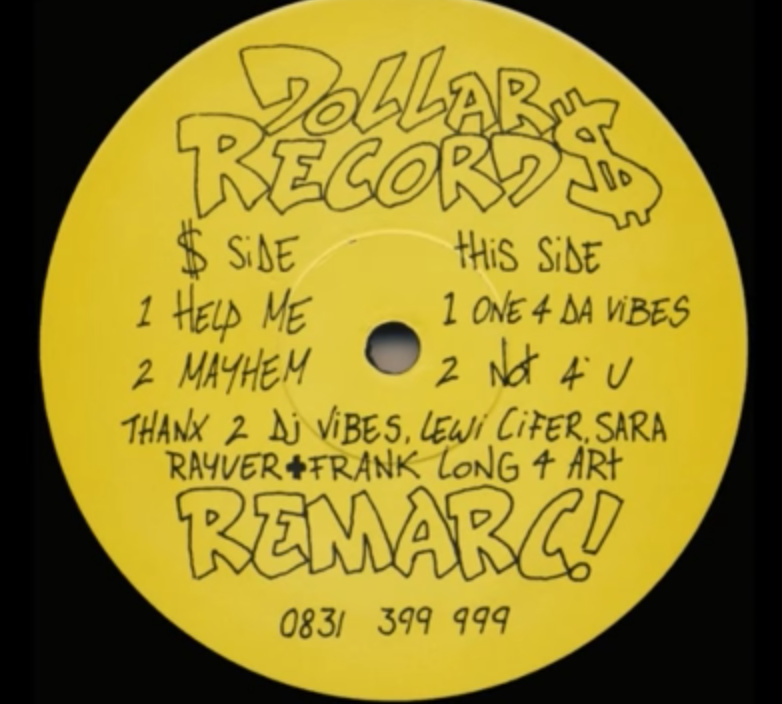 DOLLAR
RECORD$
$ SiDE
1 HELP ME
2 MAYHEM
tHiS SiDE
1 ONE 4 DA ViBES
2 Not 4 U
THANX 2 Dj ViBES, LEWi CiFER, SARA
RAYVER + FRANK LONG 4 ARt
REMARC!
0831 399 999